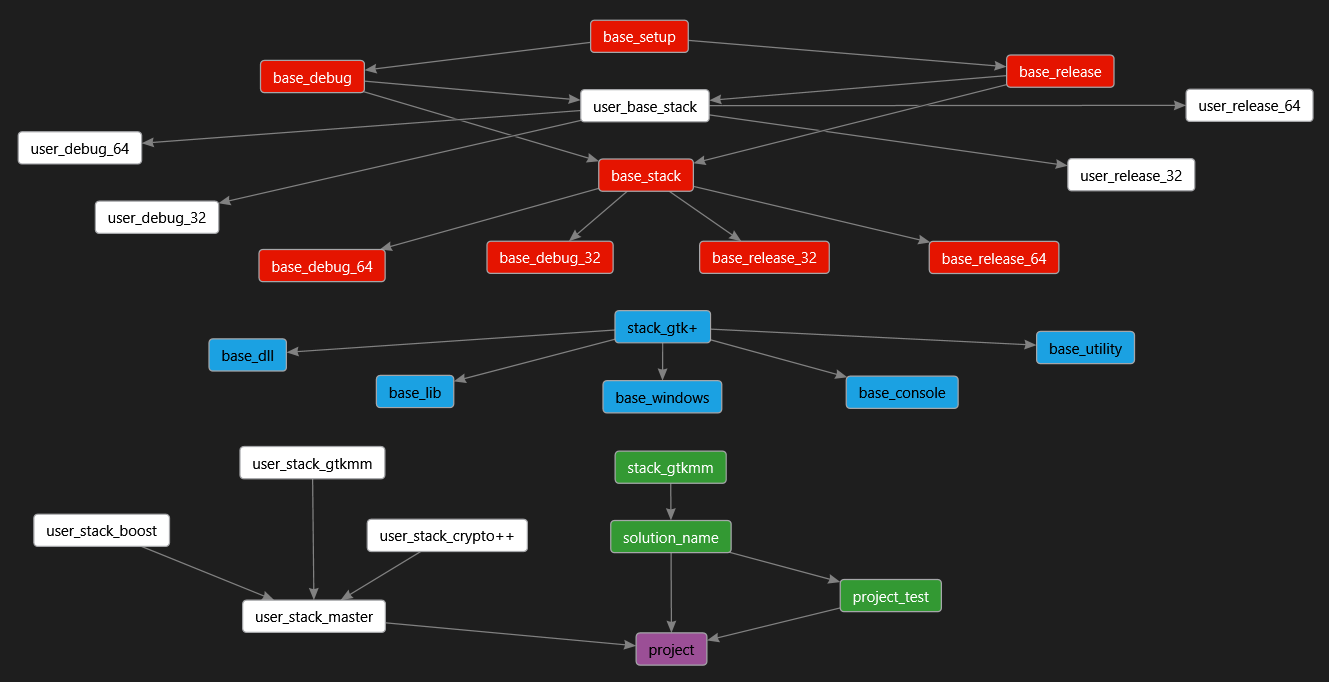 base_setup
base_debug
base_release
user_base_stack
user_release_64
user_debug_64
base_stack
user_release_32
user_debug_32
base_debug_64
base_debug_32
base_release_32
base_release_64
stack_gtk+
base_dll
base_utility
base_lib
base_windows
base_console
user_stack_gtkmm
stack_gtkmm
user_stack_boost
user_stack_crypto++
solution_name
project_test
user_stack_master
project